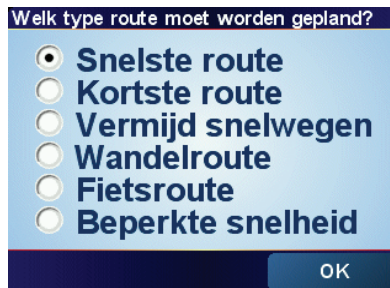 Welk type route moet worden gepland?
Snelste route
Kortste route
Vermijd snelwegen
Wandelroute
Fietsroute
Beperkte snelheid
OK